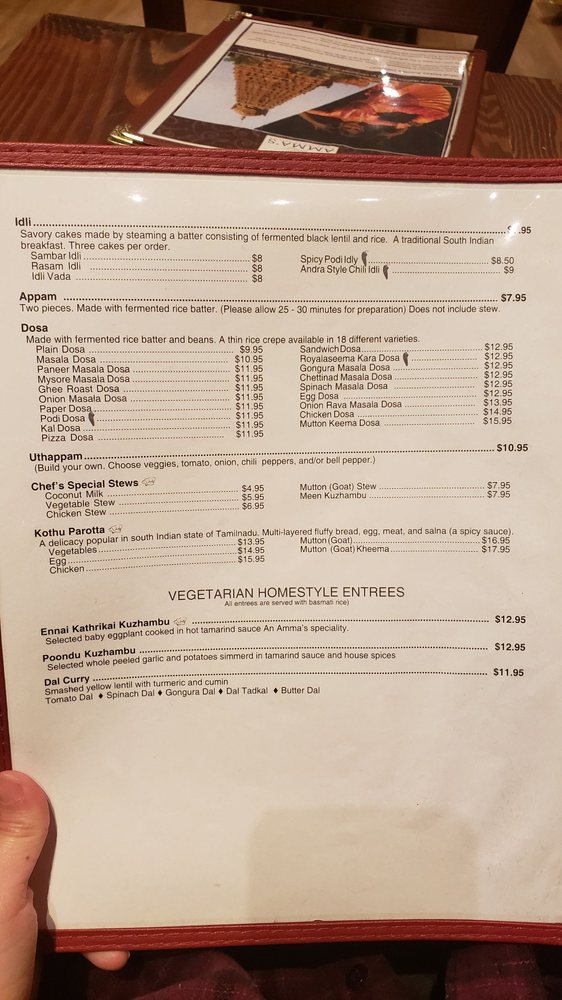 AMMA'S
Idli .95
Savory cakes made by steaming a batter consisting of fermented black lentil and rice. A traditional South Indian
breakfast. Three cakes per order.
Sambar Idli $8
Rasam Idli $8
Idli Vada $8
Spicy Podi Idly $8.50
Andra Style Chili Idli $9
Appam $7.95
Two pieces. Made with fermented rice batter. (Please allow 25 - 30 minutes for preparation) Does not include stew.
Dosa
Made with fermented rice batter and beans. A thin rice crepe available in 18 different varieties.
Plain Dosa $9.95
Masala Dosa $10.95
Paneer Masala Dosa $11.95
Mysore Masala Dosa $11.95
Ghee Roast Dosa $11.95
Onion Masala Dosa $11.95
Paper Dosa $11.95
Podi Dosa $11.95
Kal Dosa $11.95
Pizza Dosa $11.95
Sandwich Dosa $12.95
Royalaseema Kara Dosa $12.95
Gongura Masala Dosa $12.95
Chettinad Masala Dosa $12.95
Spinach Masala Dosa $12.95
Egg Dosa $12.95
Onion Rava Masala Dosa $13.95
Chicken Dosa $14.95
Mutton Keema Dosa $15.95
Uthappam $10.95
(Build your own. Choose veggies, tomato, onion, chili peppers, and/or bell pepper.)
Chef's Special Stews
Coconut Milk $4.95
Vegetable Stew $5.95
Chicken Stew $6.95
Mutton (Goat) Stew $7.95
Meen Kuzhambu $7.95
Kothu Parotta
A delicacy popular in south Indian state of Tamilnadu. Multi-layered fluffy bread, egg, meat, and salna (a spicy sauce).
Vegetables $13.95
Egg $14.95
Chicken $15.95
Mutton (Goat) $16.95
Mutton (Goat) Kheema $17.95
VEGETARIAN HOMESTYLE ENTREES
All entrees are served with basmati rice)
Ennai Kathrikai Kuzhambu $12.95
Selected baby eggplant cooked in hot tamarind sauce An Amma's speciality.
Poondu Kuzhambu $12.95
Selected whole peeled garlic and potatoes simmerd in tamarind sauce and house spices
Dal Curry $11.95
Smashed yellow lentil with turmeric and cumin
Tomato Dal ♦ Spinach Dal ♦ Gongura Dal ♦ Dal Tadkal ♦ Butter Dal